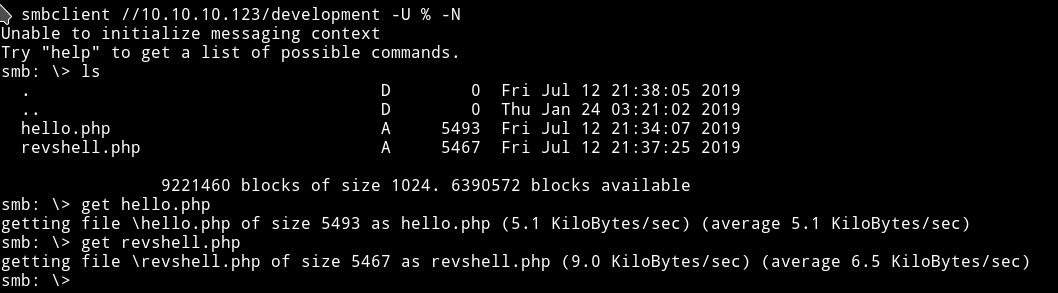 smbclient //10.10.10.123/development -U % -N
Unable to initialize messaging context
Try "help" to get a list of possible commands.
smb: \> ls
  .                                   D        0  Fri Jul 12 21:38:05 2019
  ..                                  D        0  Thu Jan 24 03:21:02 2019
  hello.php                           A     5493  Fri Jul 12 21:34:07 2019
  revshell.php                        A     5467  Fri Jul 12 21:37:25 2019

                9221460 blocks of size 1024. 6390572 blocks available
smb: \> get hello.php
getting file \hello.php of size 5493 as hello.php (5.1 KiloBytes/sec) (average 5.1 KiloBytes/sec)
smb: \> get revshell.php
getting file \revshell.php of size 5467 as revshell.php (9.0 KiloBytes/sec) (average 6.5 KiloBytes/sec)
smb: \>